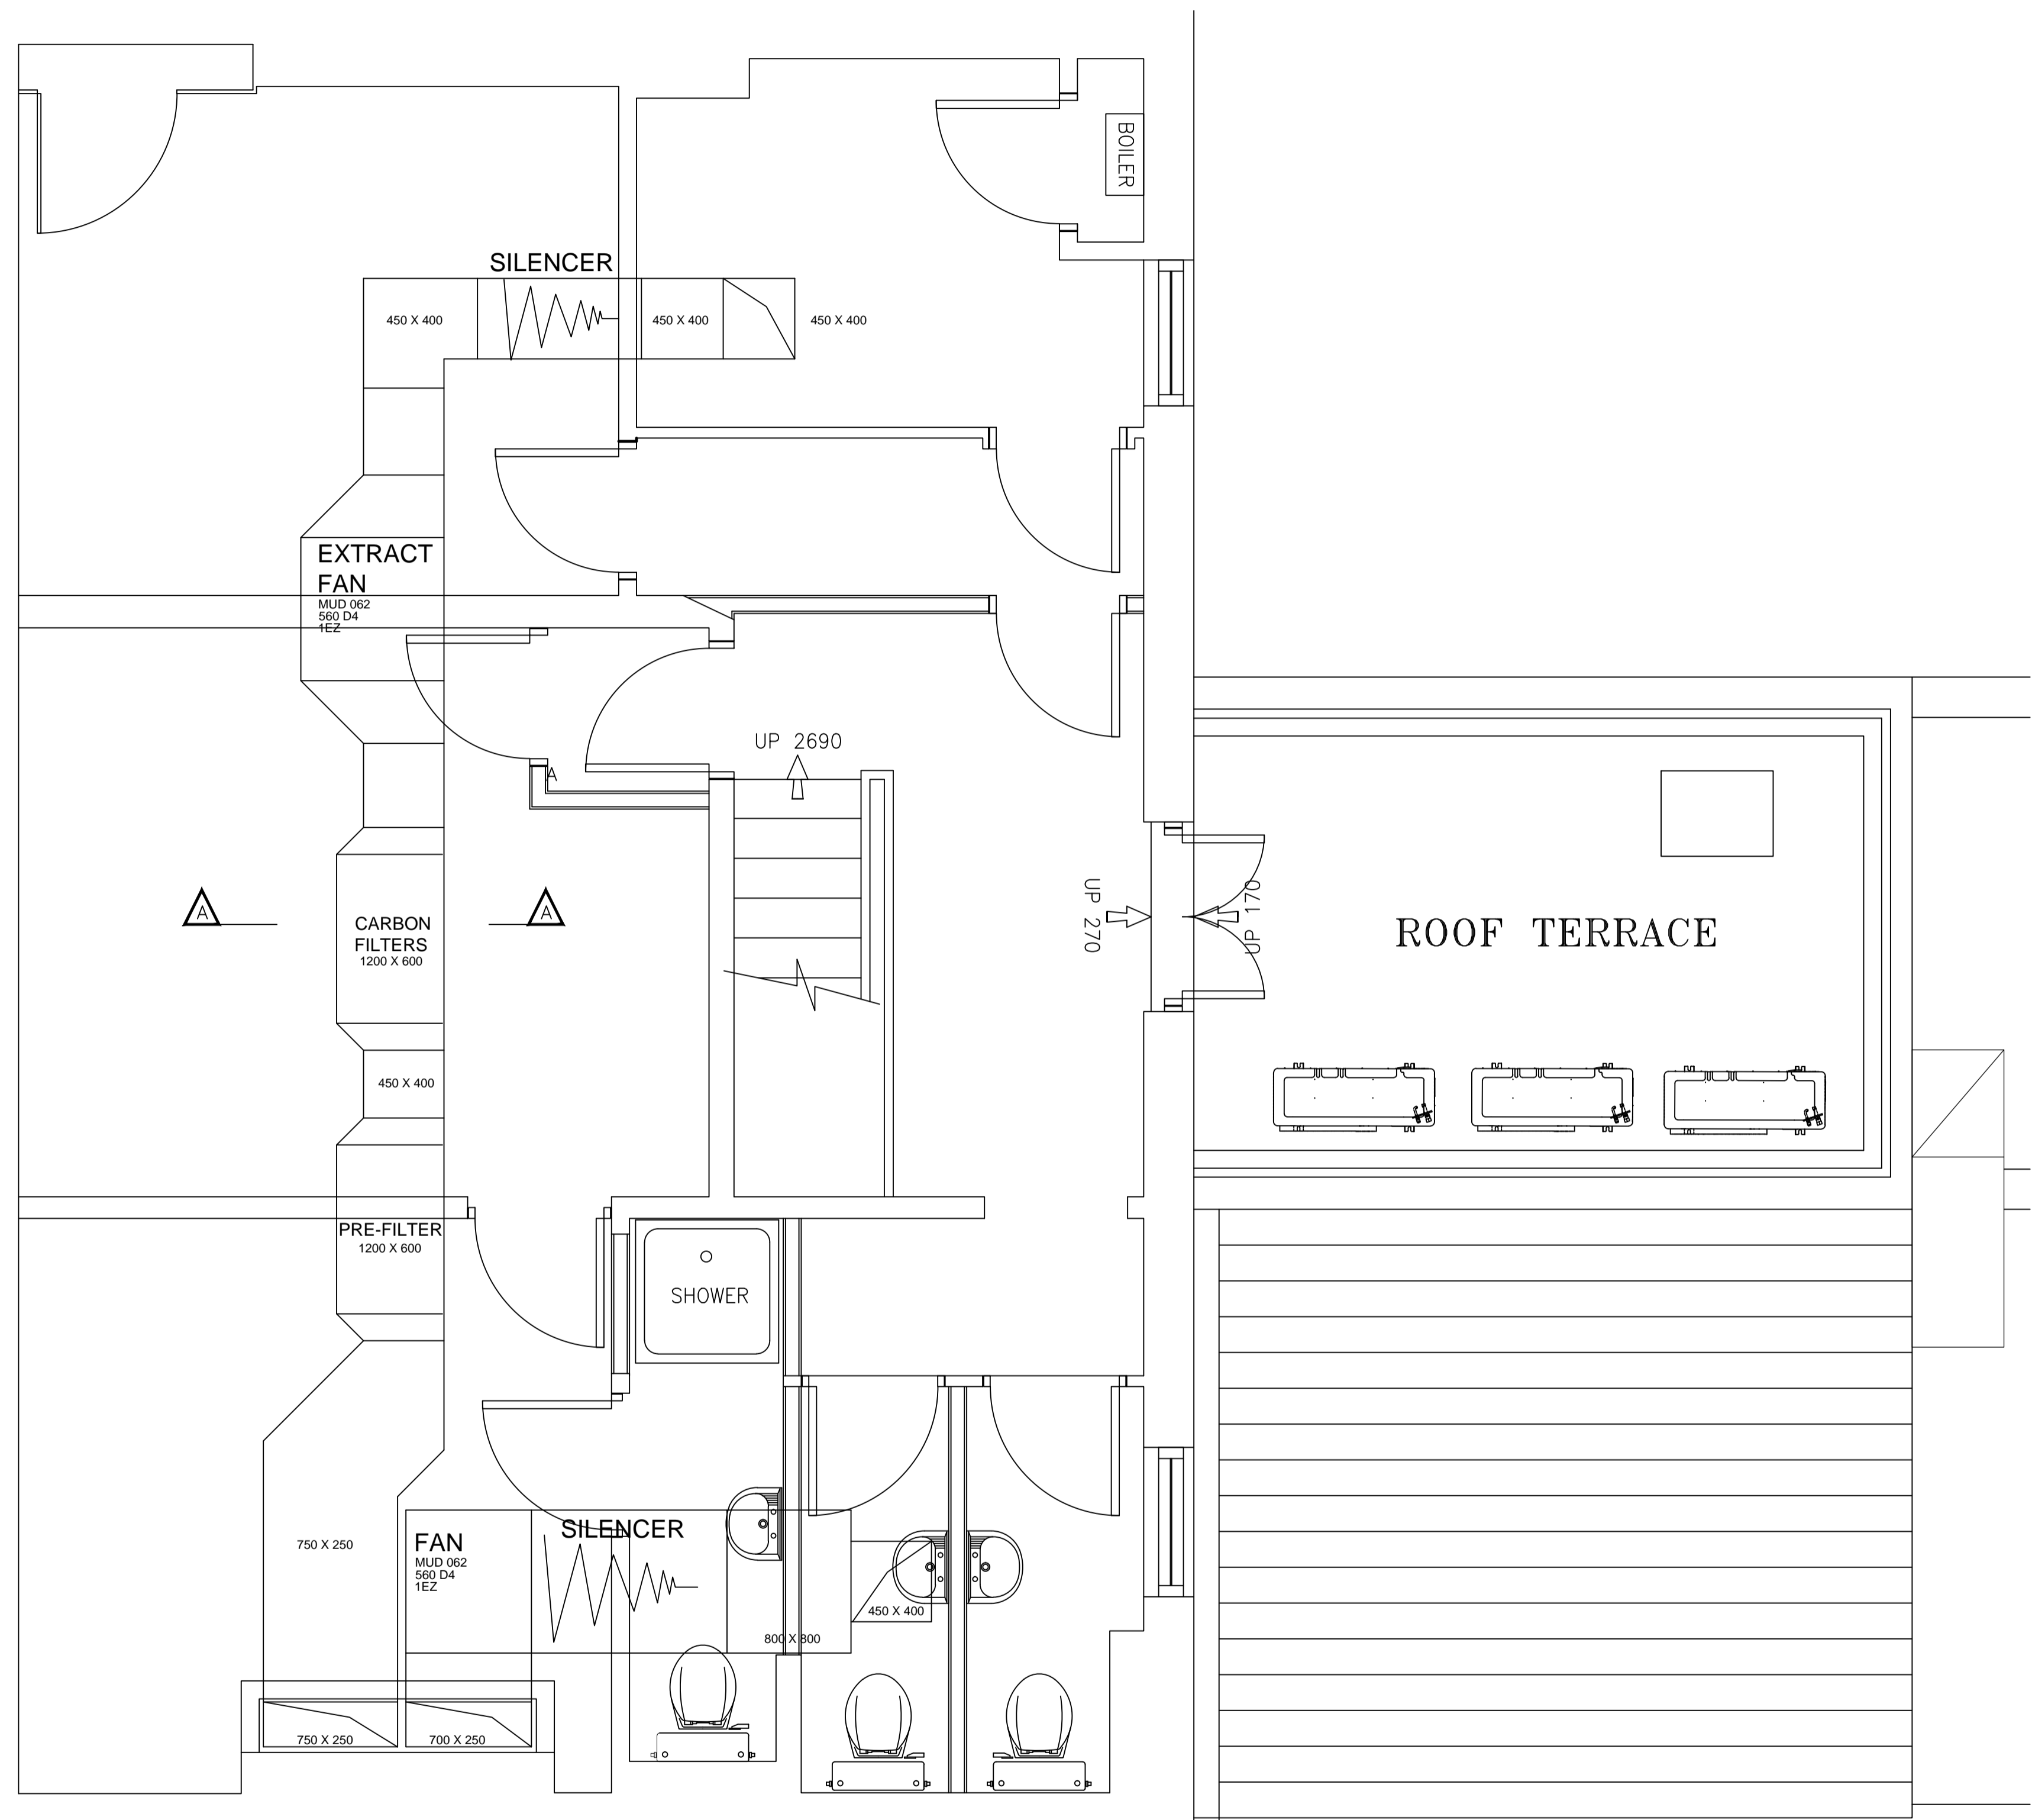 BOILER
SILENCER
450 X 400
450 X 400
450 X 400
EXTRACT
FAN
MUD 062
560 D4
1EZ
UP 2690
A
A
A
CARBON
FILTERS
1200 X 600
UP 270
UP 170
ROOF TERRACE
450 X 400
PRE-FILTER
1200 X 600
SHOWER
750 X 250
FAN
MUD 062
560 D4
1EZ
SILENCER
450 X 400
800 X 800
750 X 250
700 X 250